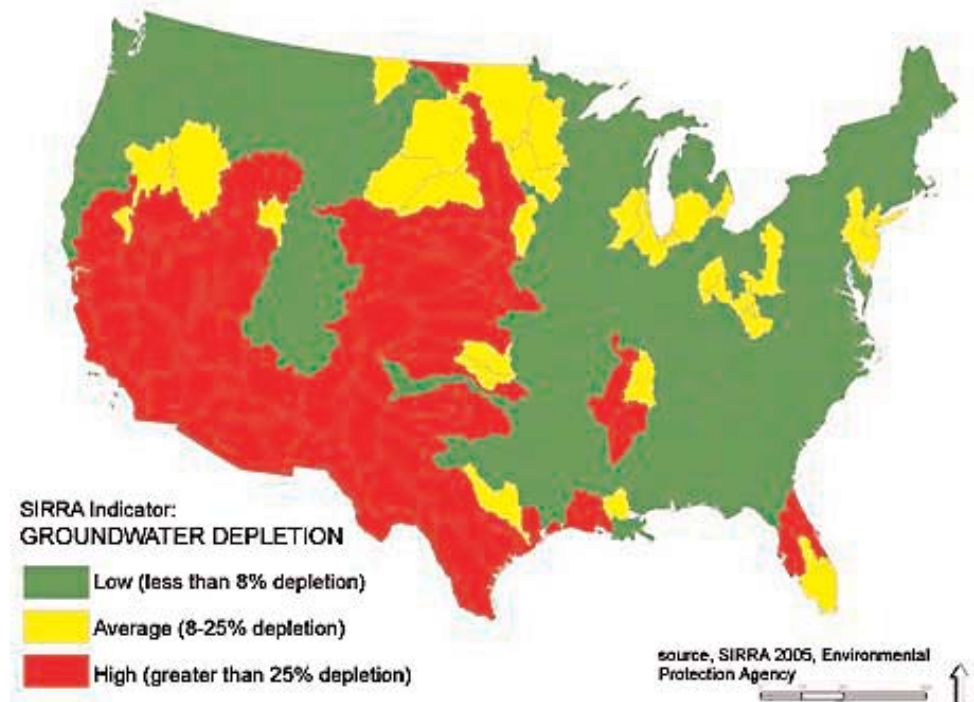 SIRRA Indicator:
GROUNDWATER DEPLETION
Low (less than 8% depletion)
Average (8-25% depletion)
High (greater than 25% depletion)
source, SIRRA 2005, Environmental
Protection Agency